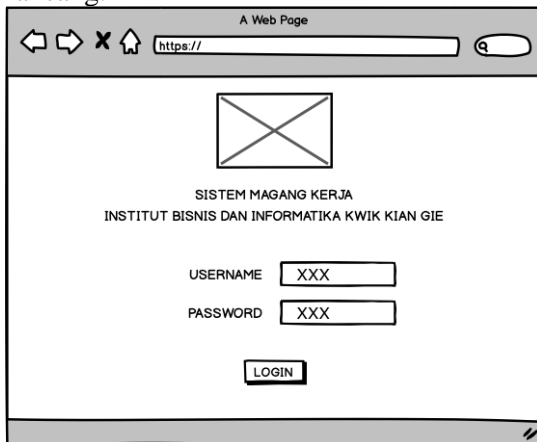 A Web Page
https://
SISTEM MAGANG KERJA
INSTITUT BISNIS DAN INFORMATIKA KWIK KIAN GIE
USERNAME XXX
PASSWORD XXX
LOGIN